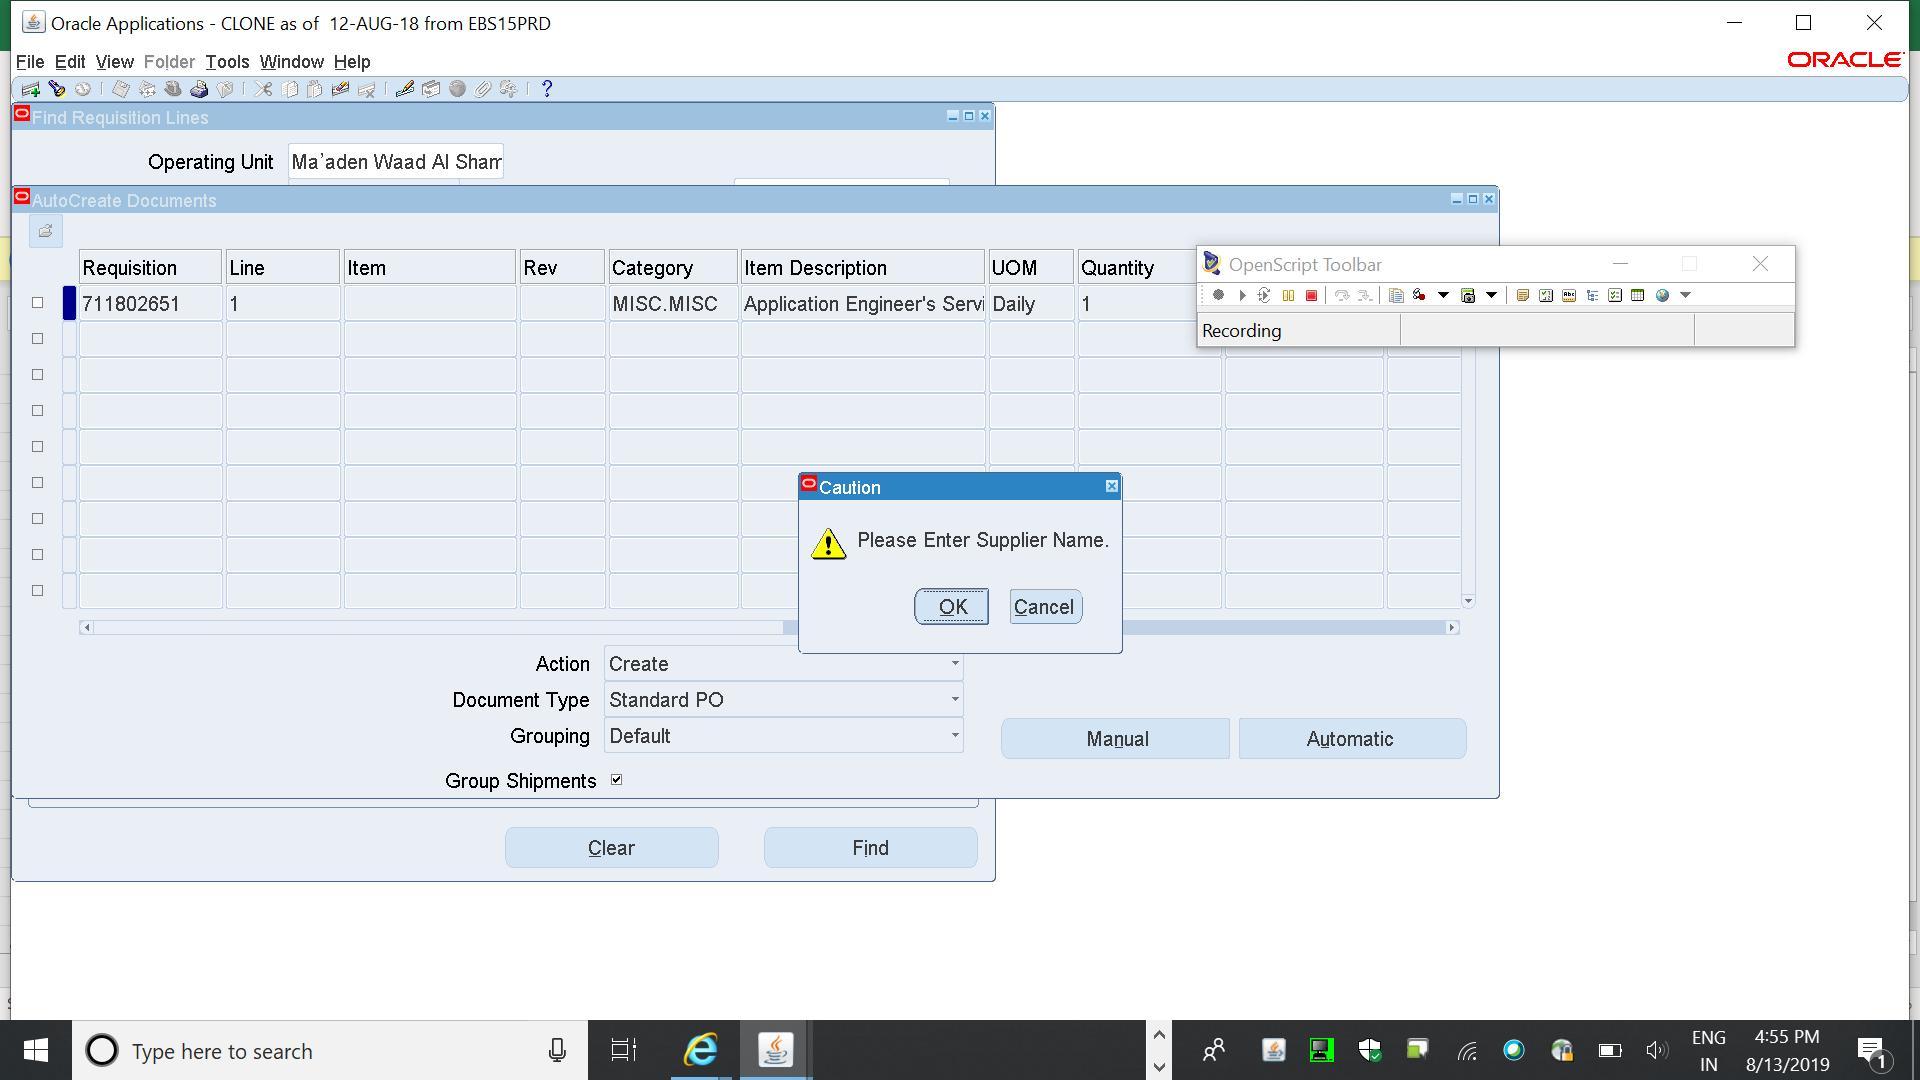 Oracle Applications - CLONE as of 12-AUG-18 from EBS15PRD
File Edit View Folder Tools Window Help
ORACLE
Find Requisition Lines
Operating Unit Ma'aden Waad Al Sham
AutoCreate Documents
Requisition Line Item Rev Category Item Description UOM Quantity
711802651 1 MISC.MISC Application Engineer's Servi Daily 1
OpenScript Toolbar
Recording
Caution
Please Enter Supplier Name.
OK Cancel
Action Create
Document Type Standard PO
Grouping Default
Manual Automatic
Group Shipments
Clear Find
Type here to search
ENG
IN
4:55 PM
8/13/2019
1